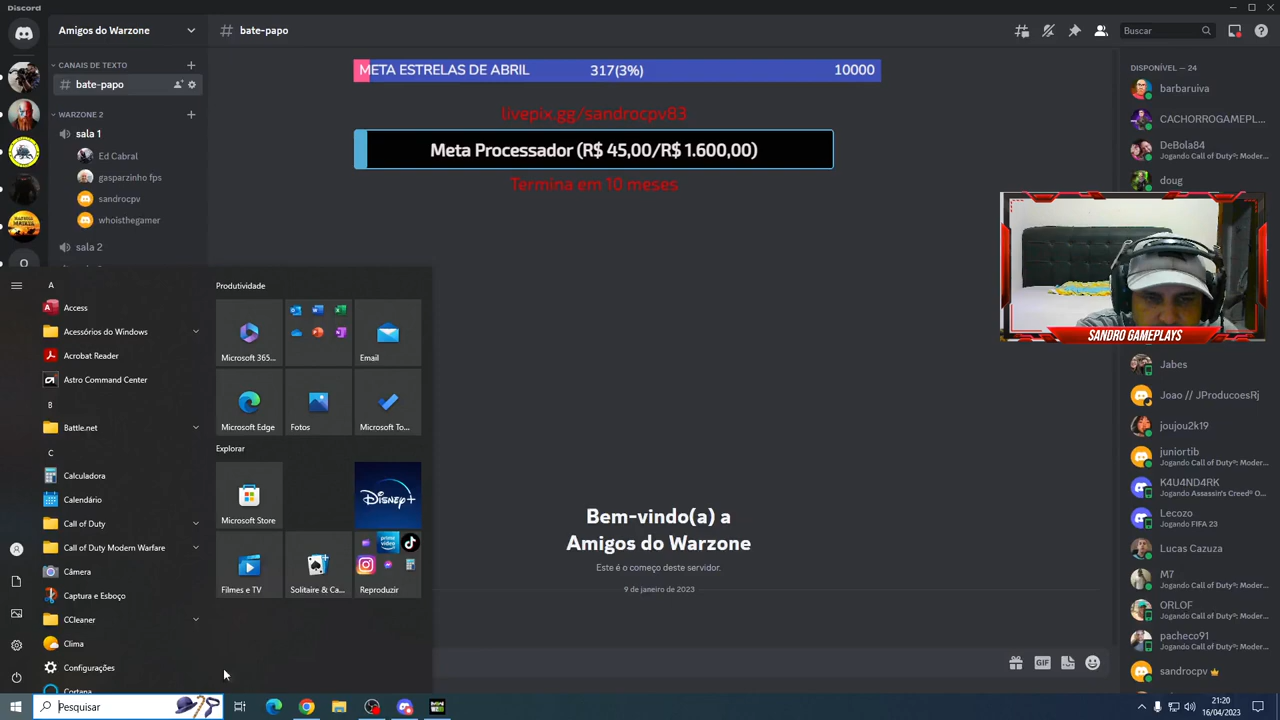 Discord
Amigos do Warzone
bate-papo
Buscar
CANAIS DE TEXTO
bate-papo
WARZONE 2
sala 1
Ed Cabral
gasparzinho fps
sandrocpv
whoisthegamer
sala 2
META ESTRELAS DE ABRIL 317(3%) 10000
livepix.gg/sandrocpv83
Meta Processador (R$ 45,00/R$ 1.600,00)
Termina em 10 meses
DISPONÍVEL — 24
barbaruiva
CACHORROGAMEPL...
DeBola84
Jogando Call of Duty®: Moder...
doug
SANDRO GAMEPLAYS
Jabes
Joao // JProducoesRj
joujou2k19
juniortib
Jogando Call of Duty®: Moder...
K4U4ND4RK
Jogando Assassin's Creed® O...
Lecozo
Jogando FIFA 23
Lucas Cazuza
M7
Jogando Call of Duty®: Moder...
ORLOF
Jogando Call of Duty®: Moder...
pacheco91
Jogando Call of Duty®: Moder...
sandrocpv
A
Access
Acessórios do Windows
Acrobat Reader
Astro Command Center
B
Battle.net
C
Calculadora
Calendário
Call of Duty
Call of Duty Modern Warfare
Câmera
Captura e Esboço
CCleaner
Clima
Configurações
Cortana
Produtividade
Microsoft 365...
Email
Microsoft Edge
Fotos
Microsoft To...
Explorar
Microsoft Store
Disney+
Filmes e TV
Solitaire & Ca...
Reproduzir
Bem-vindo(a) a
Amigos do Warzone
Este é o começo deste servidor.
9 de janeiro de 2023
GIF
Pesquisar
21:20
16/04/2023